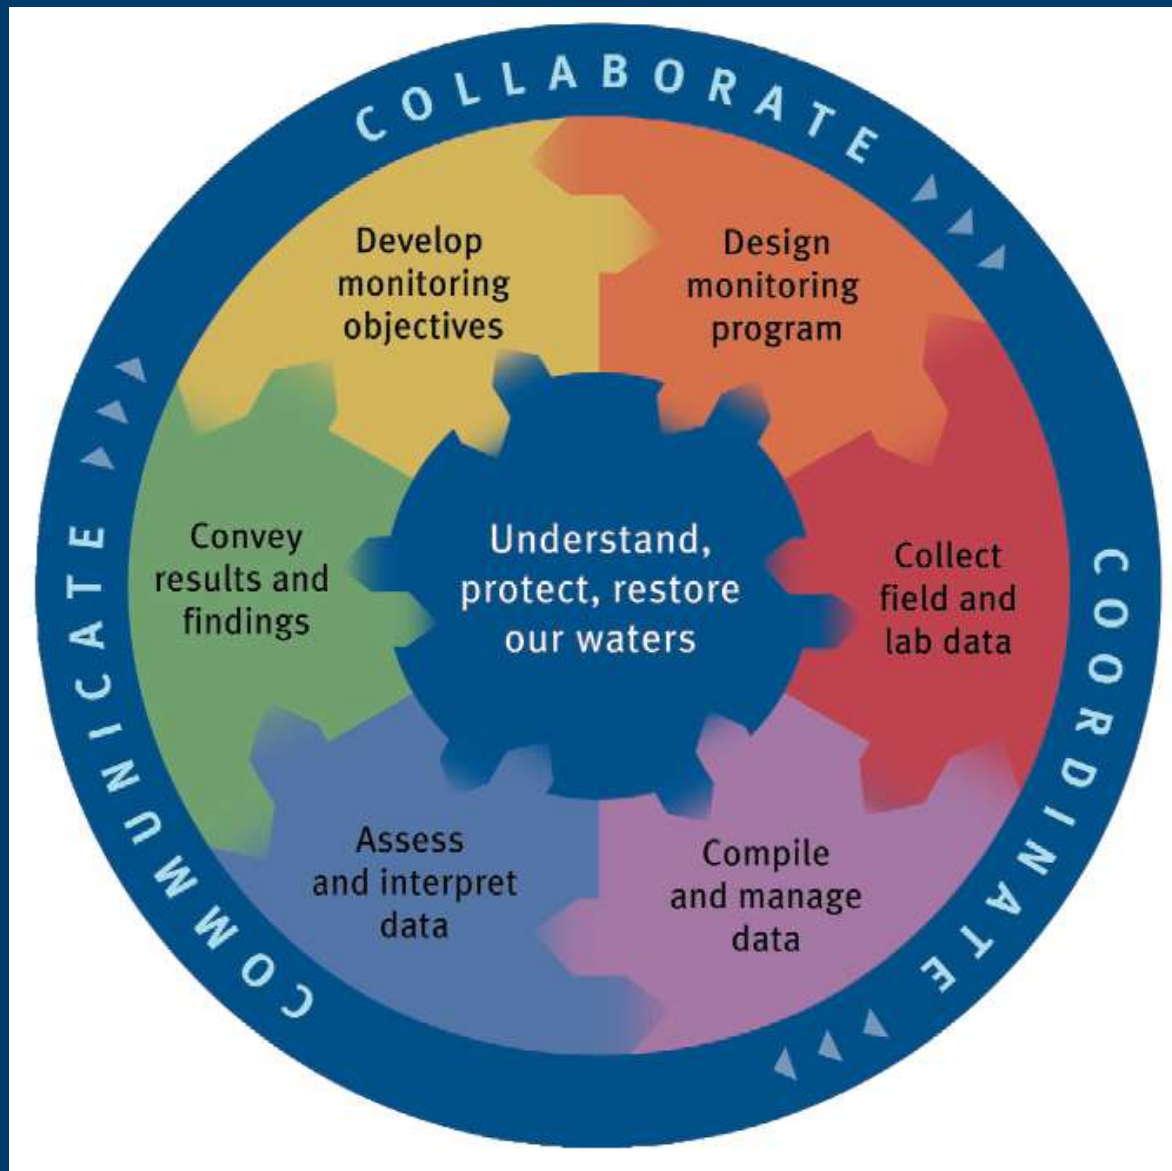 COLLABORATE
Develop
monitoring
objectives
Design
monitoring
program
Convey
results and
findings
Understand,
protect, restore
our waters
Collect
field and
lab data
Assess
and interpret
data
Compile
and manage
data
COORDINATE
COMMUNICATE